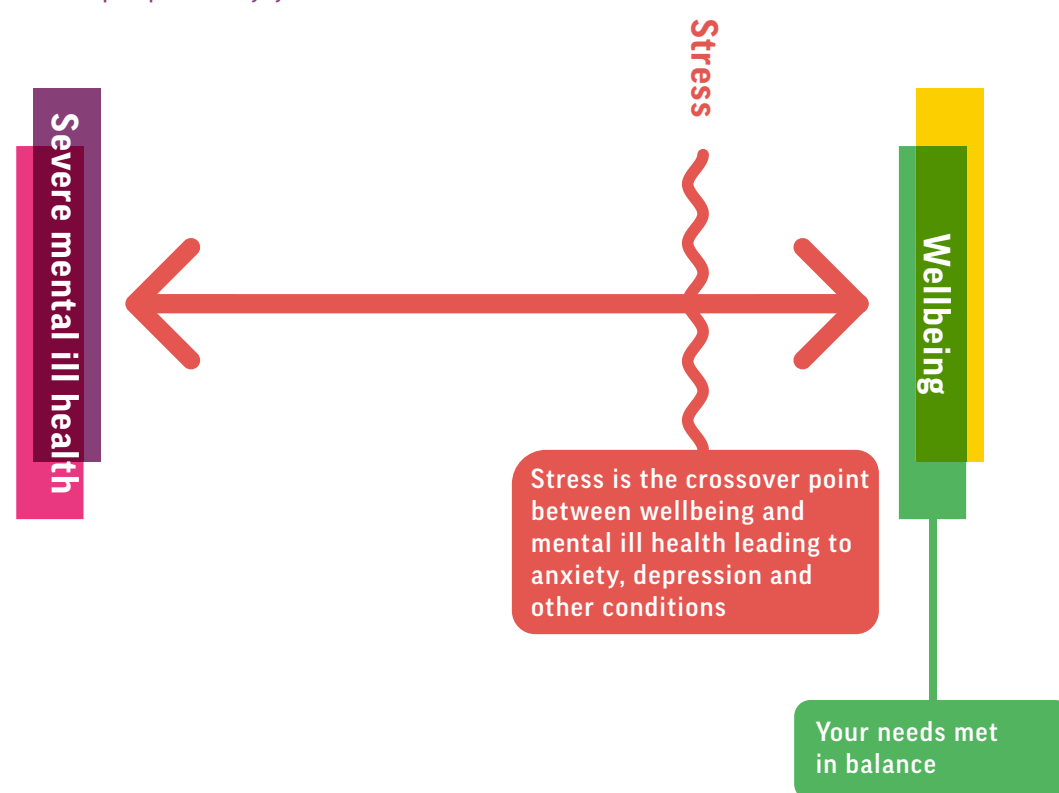 Stress
Severe mental ill health
Wellbeing
Stress is the crossover point
between wellbeing and
mental ill health leading to
anxiety, depression and
other conditions
Your needs met
in balance